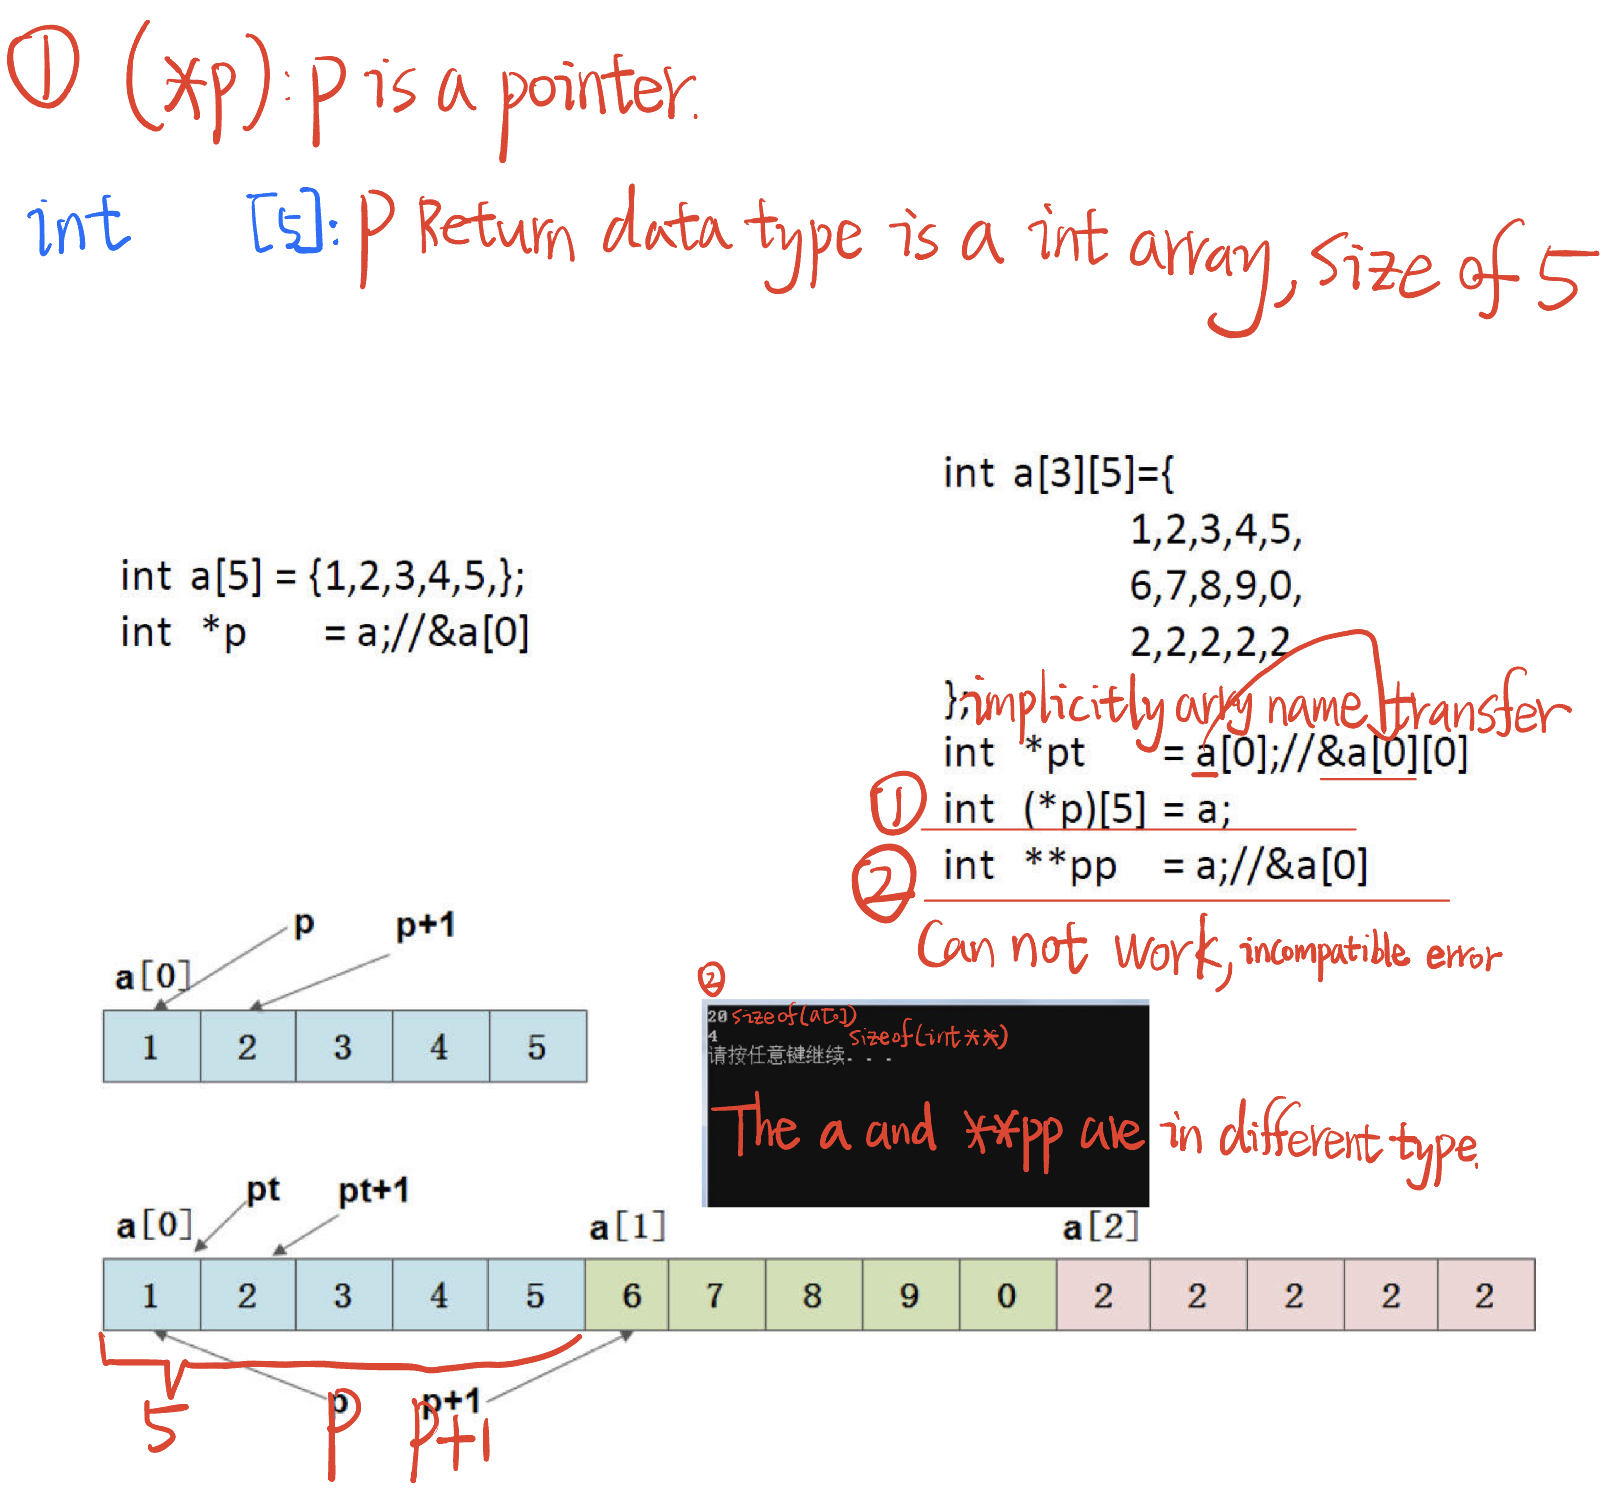 ① (*p): p is a pointer.
int [5]: p Return data type is a int array, size of 5
int a[3][5]={
1,2,3,4,5,
6,7,8,9,0,
2,2,2,2,2
};
implicitly arry name transfer
int a[5] = {1,2,3,4,5,};
int *p = a;//&a[0]
int *pt = a[0];//&a[0][0]
① int (*p)[5] = a;
② int **pp = a;//&a[0]
Can not work, incompatible error
p p+1
a[0]
1 2 3 4 5
②
20 sizeof(a[0])
4 sizeof(int **)
请按任意键继续. . .
The a and **pp are in different type.
pt pt+1
a[0] a[1] a[2]
1 2 3 4 5 6 7 8 9 0 2 2 2 2 2
p p+1
5 p p+1